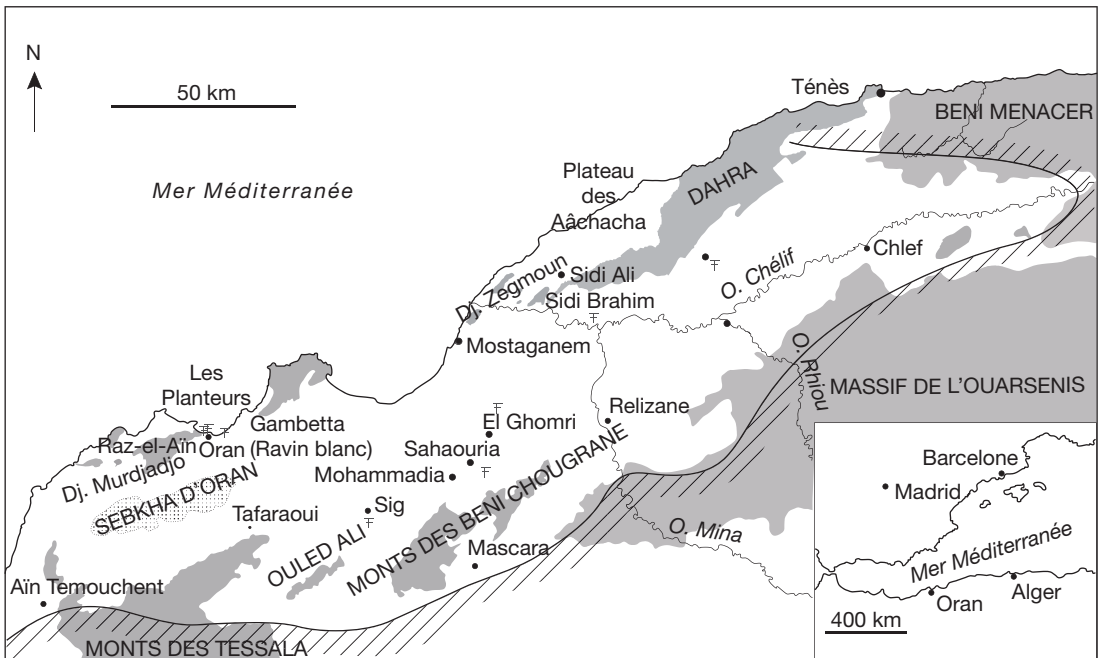 N
50 km
Ténès
BENI MENACER
Mer Méditerranée
Plateau
des
Aâchacha
DAHRA
Chlef
O. Chélif
Dj. Zegmoun
Sidi Ali
Sidi Brahim
Mostaganem
O. Rhiou
MASSIF DE L'OUARSENIS
Les
Planteurs
Relizane
El Ghomri
Gambetta
(Ravin blanc)
Raz-el-Aïn
Oran
Sahaouria
Dj. Murdjadjo
Mohammadia
SEBKHA D'ORAN
Sig
Tafaraoui
MONTS DES BENI CHOUGRANE
OULED ALI
O. Mina
Mascara
Aïn Temouchent
MONTS DES TESSALA
Barcelone
Madrid
Mer Méditerranée
Oran
Alger
400 km